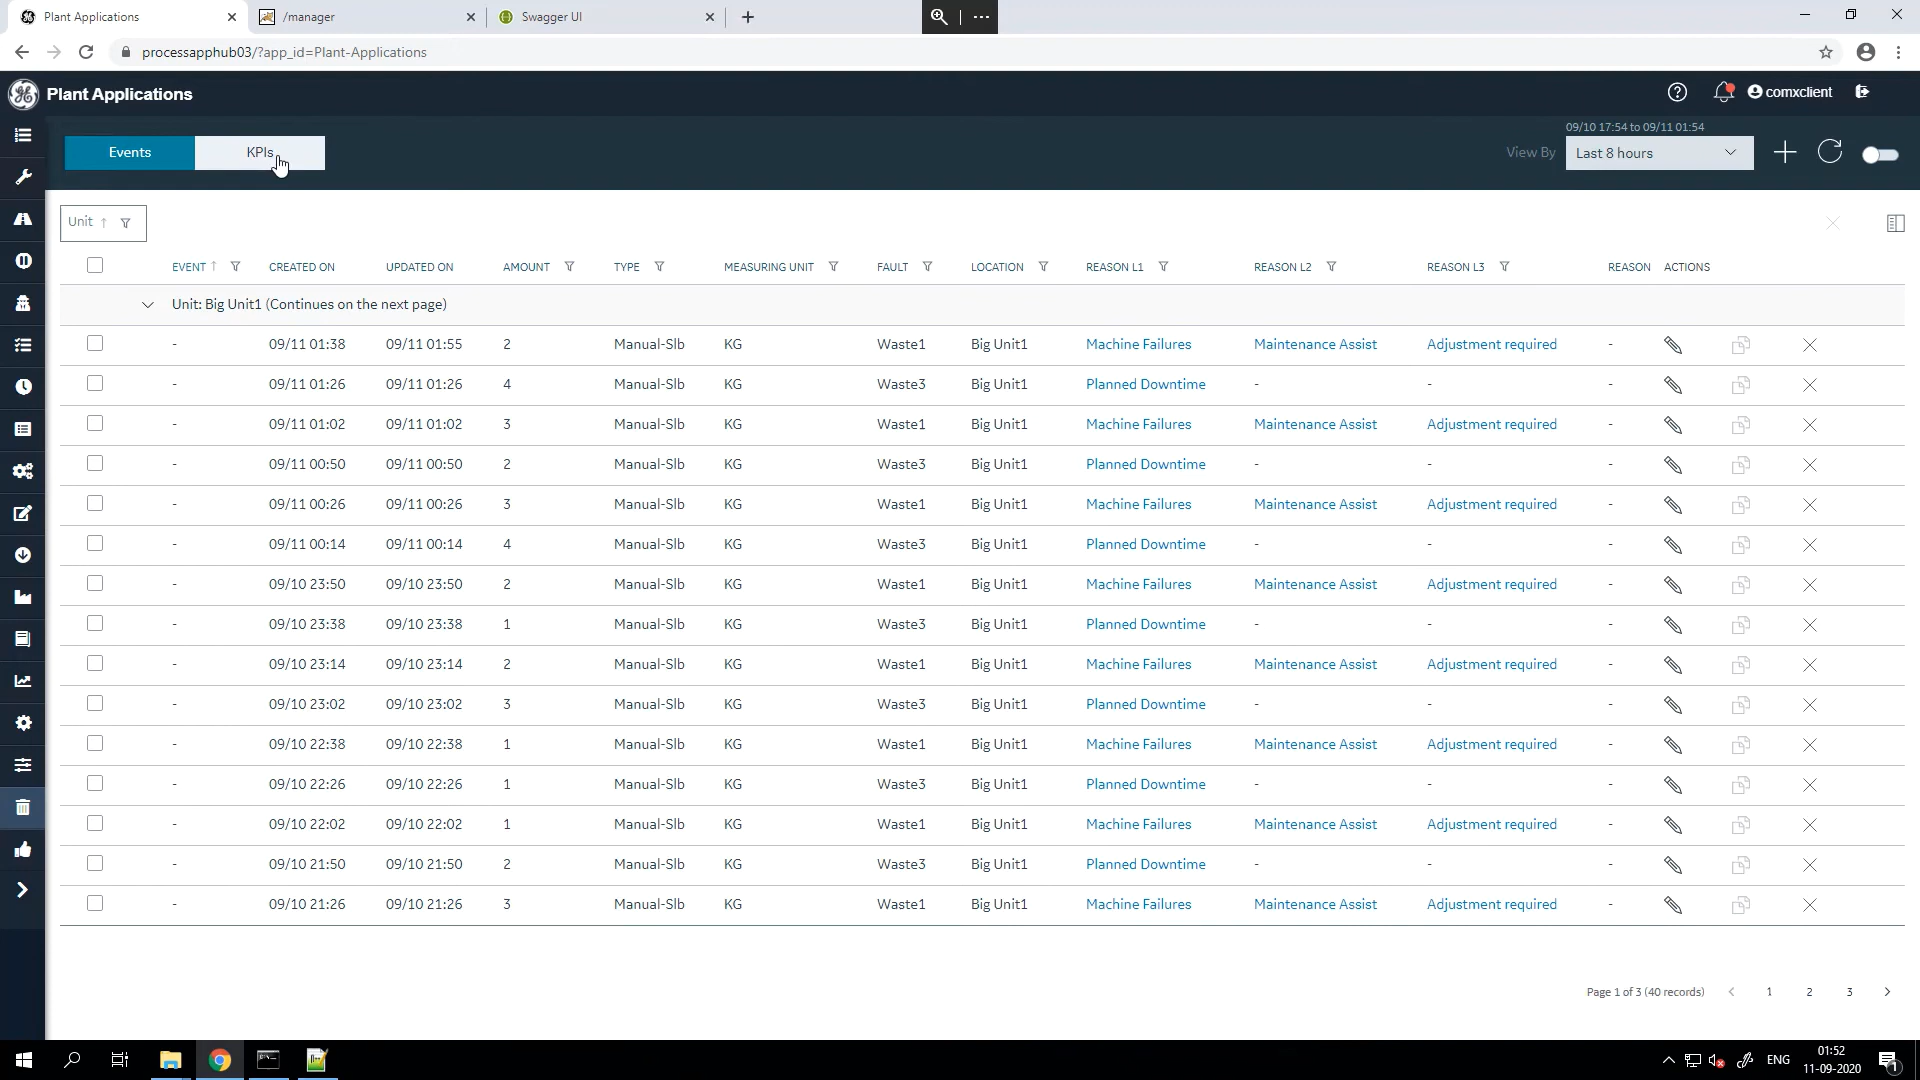 Plant Applications /manager Swagger UI
processapphub03/?app_id=Plant-Applications
Plant Applications comxclient
09/10 17:54 to 09/11 01:54
Events KPIs View By Last 8 hours
Unit
EVENT CREATED ON UPDATED ON AMOUNT TYPE MEASURING UNIT FAULT LOCATION REASON L1 REASON L2 REASON L3 REASON ACTIONS
Unit: Big Unit1 (Continues on the next page)
- 09/11 01:38 09/11 01:55 2 Manual-Slb KG Waste1 Big Unit1 Machine Failures Maintenance Assist Adjustment required -
- 09/11 01:26 09/11 01:26 4 Manual-Slb KG Waste3 Big Unit1 Planned Downtime - - -
- 09/11 01:02 09/11 01:02 3 Manual-Slb KG Waste1 Big Unit1 Machine Failures Maintenance Assist Adjustment required -
- 09/11 00:50 09/11 00:50 2 Manual-Slb KG Waste3 Big Unit1 Planned Downtime - - -
- 09/11 00:26 09/11 00:26 3 Manual-Slb KG Waste1 Big Unit1 Machine Failures Maintenance Assist Adjustment required -
- 09/11 00:14 09/11 00:14 4 Manual-Slb KG Waste3 Big Unit1 Planned Downtime - - -
- 09/10 23:50 09/10 23:50 2 Manual-Slb KG Waste1 Big Unit1 Machine Failures Maintenance Assist Adjustment required -
- 09/10 23:38 09/10 23:38 1 Manual-Slb KG Waste3 Big Unit1 Planned Downtime - - -
- 09/10 23:14 09/10 23:14 2 Manual-Slb KG Waste1 Big Unit1 Machine Failures Maintenance Assist Adjustment required -
- 09/10 23:02 09/10 23:02 3 Manual-Slb KG Waste3 Big Unit1 Planned Downtime - - -
- 09/10 22:38 09/10 22:38 1 Manual-Slb KG Waste1 Big Unit1 Machine Failures Maintenance Assist Adjustment required -
- 09/10 22:26 09/10 22:26 1 Manual-Slb KG Waste3 Big Unit1 Planned Downtime - - -
- 09/10 22:02 09/10 22:02 1 Manual-Slb KG Waste1 Big Unit1 Machine Failures Maintenance Assist Adjustment required -
- 09/10 21:50 09/10 21:50 2 Manual-Slb KG Waste3 Big Unit1 Planned Downtime - - -
- 09/10 21:26 09/10 21:26 3 Manual-Slb KG Waste1 Big Unit1 Machine Failures Maintenance Assist Adjustment required -
Page 1 of 3 (40 records) 1 2 3
ENG 01:52
11-09-2020 1